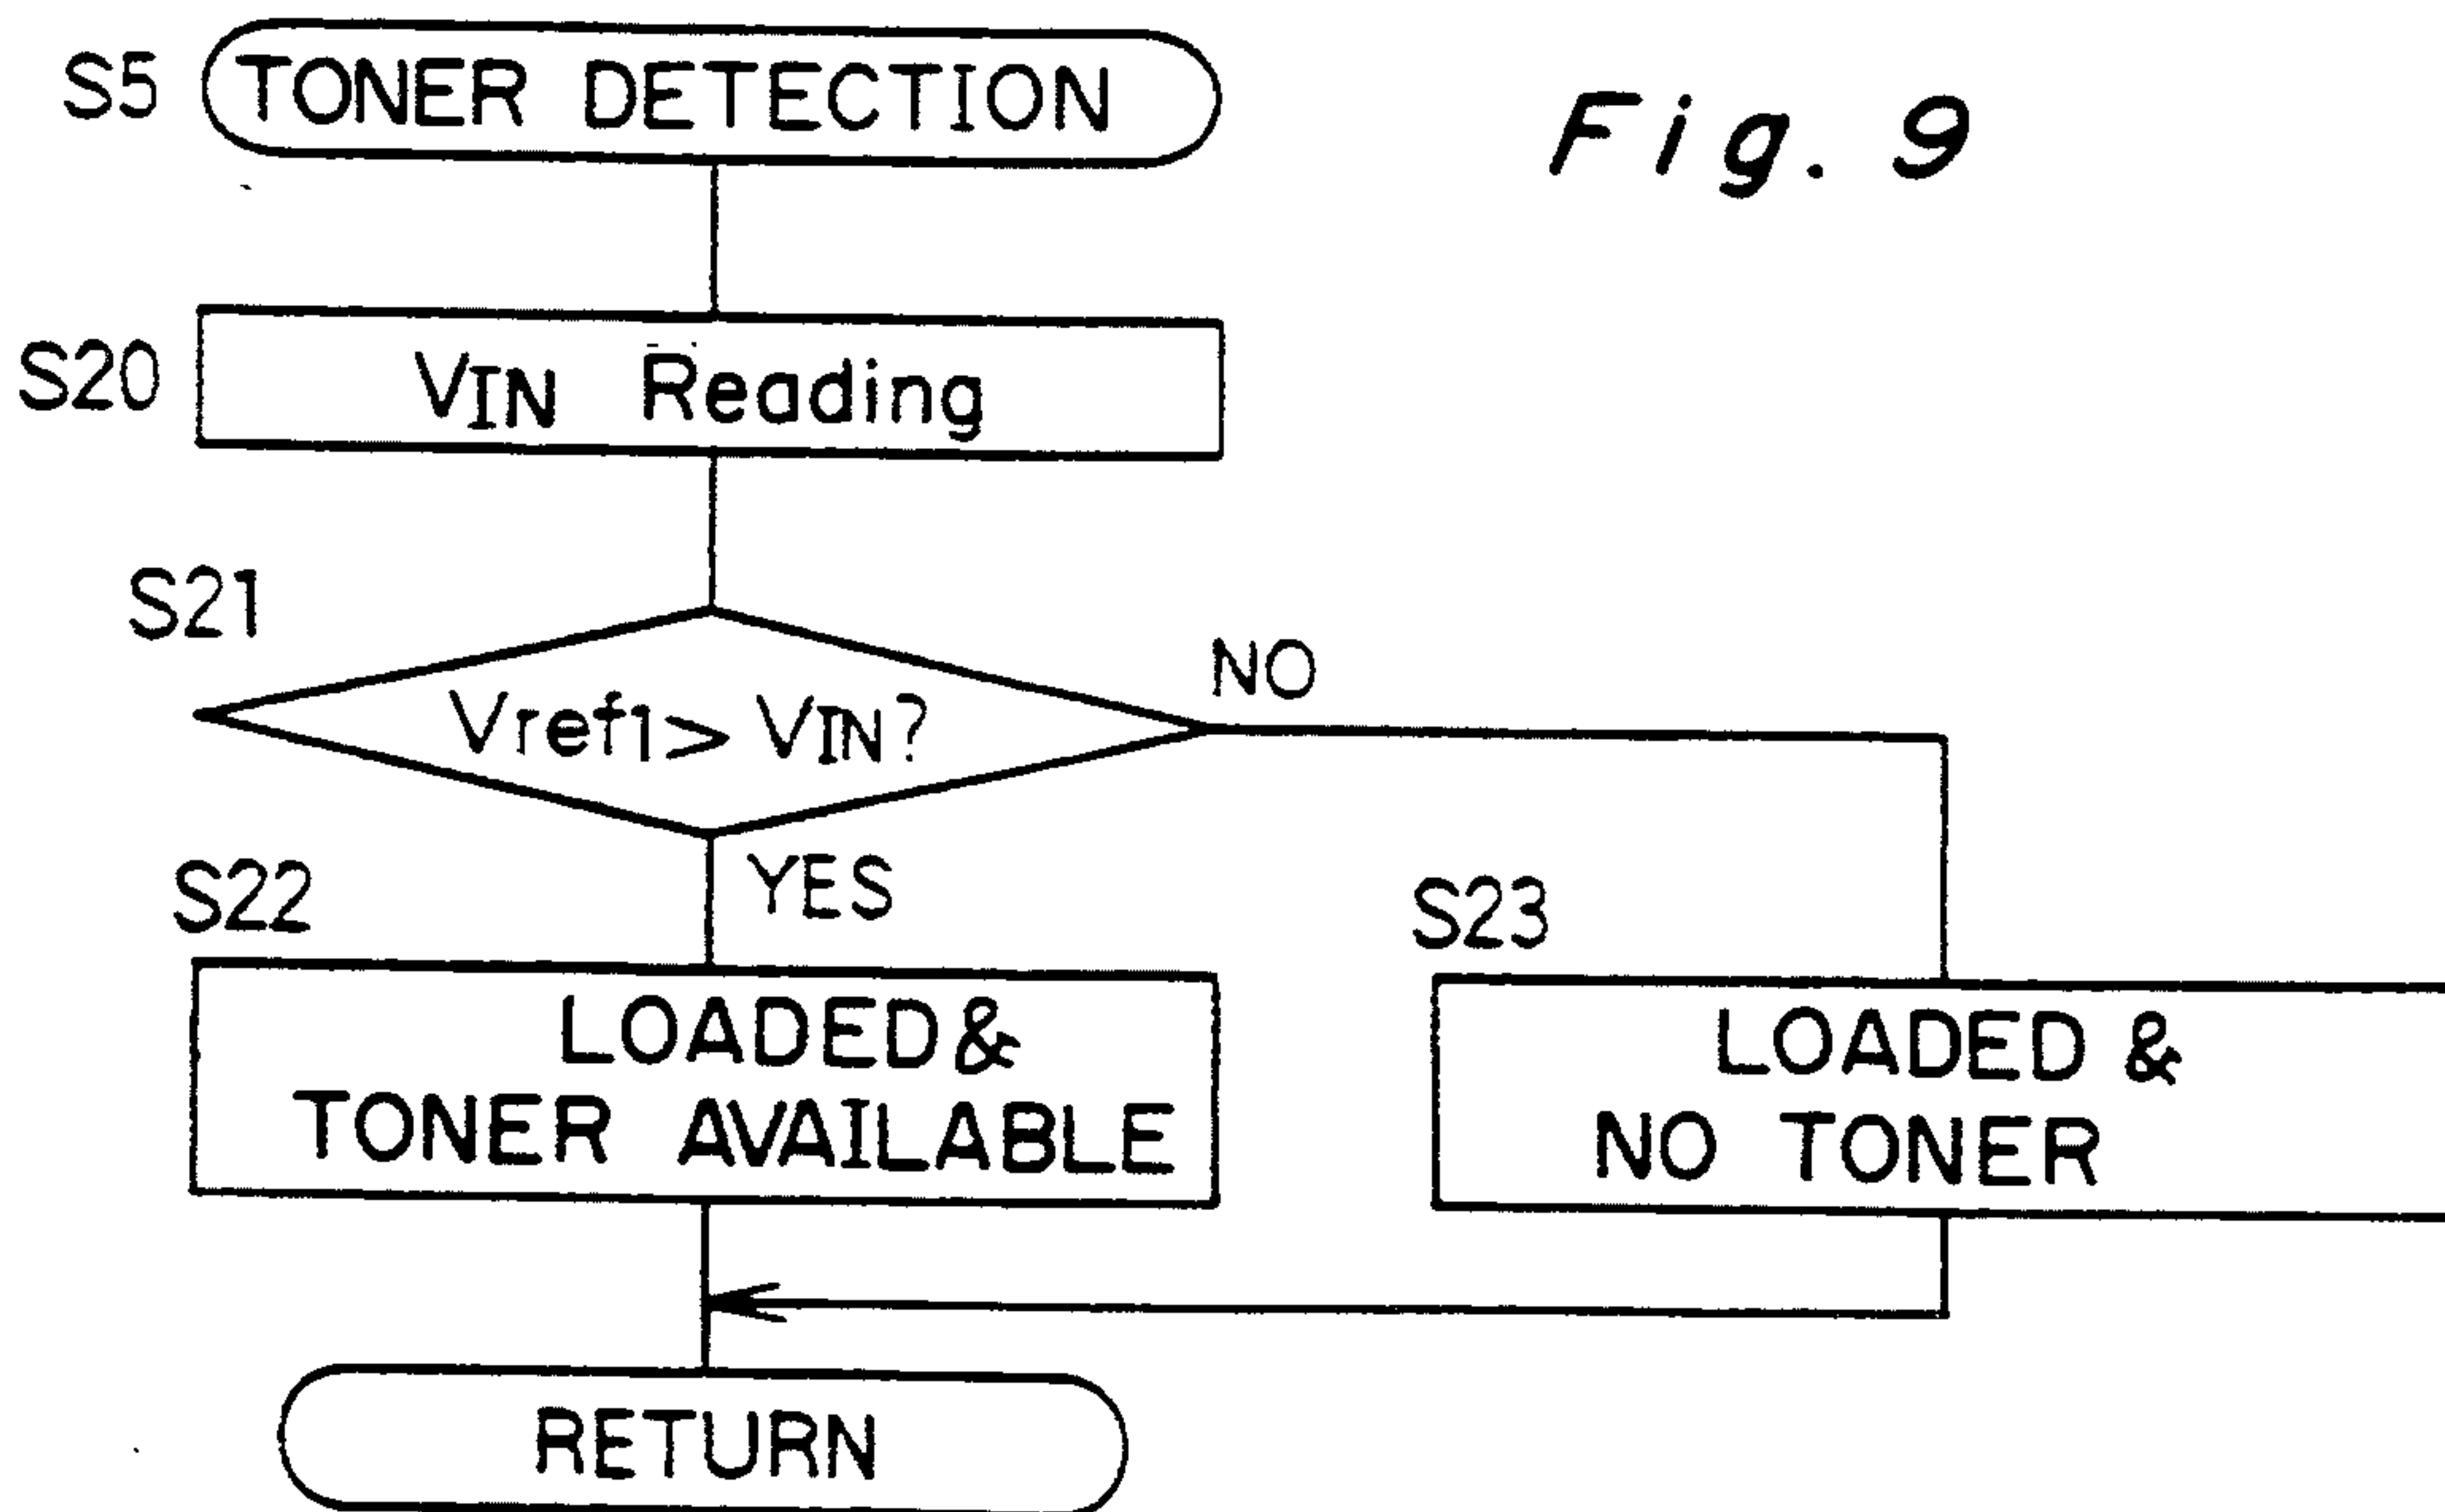 S5 TONER DETECTION
Fig. 9
S20 VIN Reading
S21
Vref1> VIN?
NO
YES
S22
LOADED&
TONER AVAILABLE
S23
LOADED &
NO TONER
RETURN